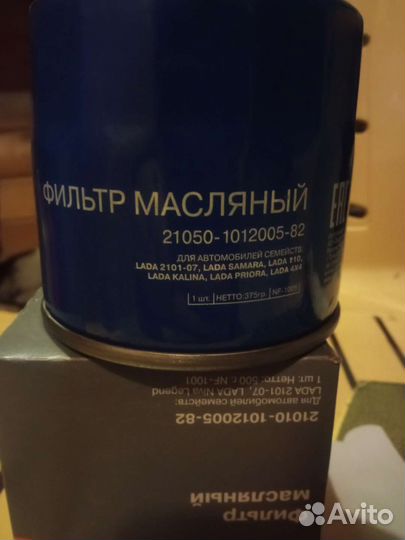 ФИЛЬТР МАСЛЯНЫЙ
21050-1012005-82
ДЛЯ АВТОМОБИЛЕЙ СЕМЕЙСТВ:
LADA 2101-07, LADA SAMARA, LADA 110,
LADA KALINA, LADA PRIORA, LADA 4X4
1 шт. НЕТТО:375гр.
EAC
Фильтр
масляный
21010-1012005-82
Для автомобилей семейств:
LADA 2101-07, LADA Niva Legend
1 шт. Нетто: 500 г. NF-1001
Avito